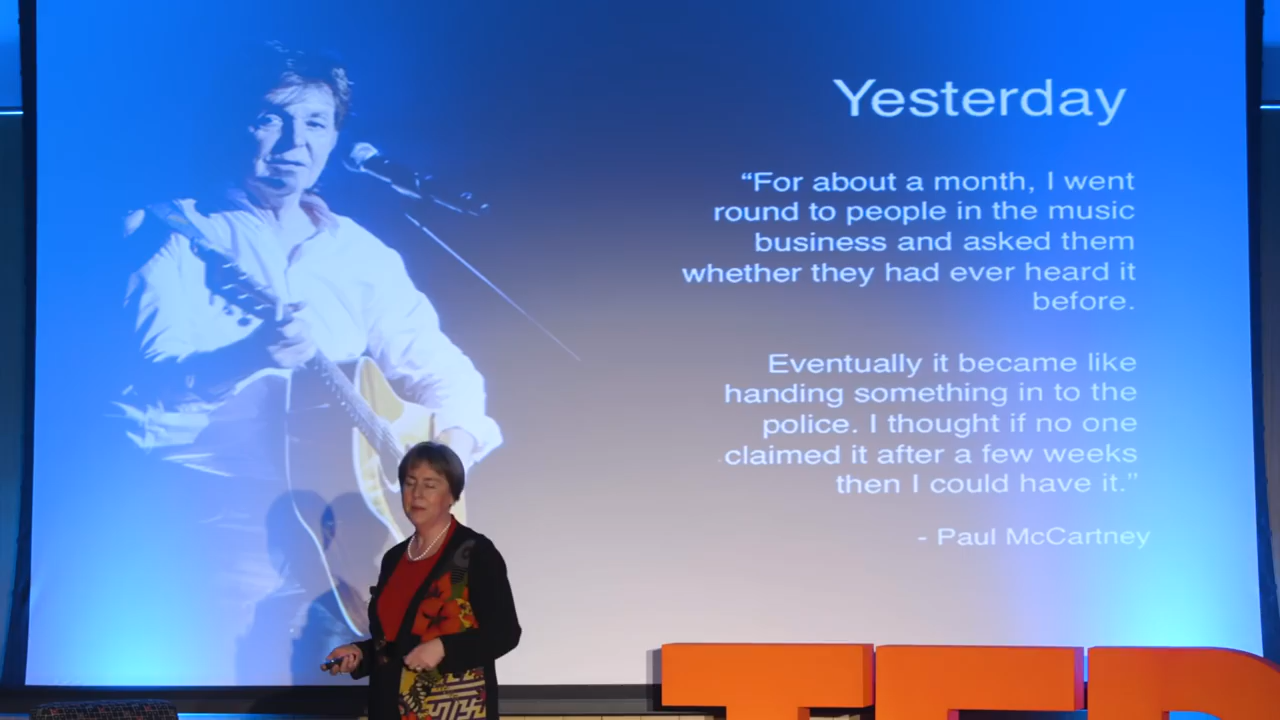 Yesterday
“For about a month, I went
round to people in the music
business and asked them
whether they had ever heard it
before.
Eventually it became like
handing something in to the
police. I thought if no one
claimed it after a few weeks
then I could have it.”
- Paul McCartney
TED